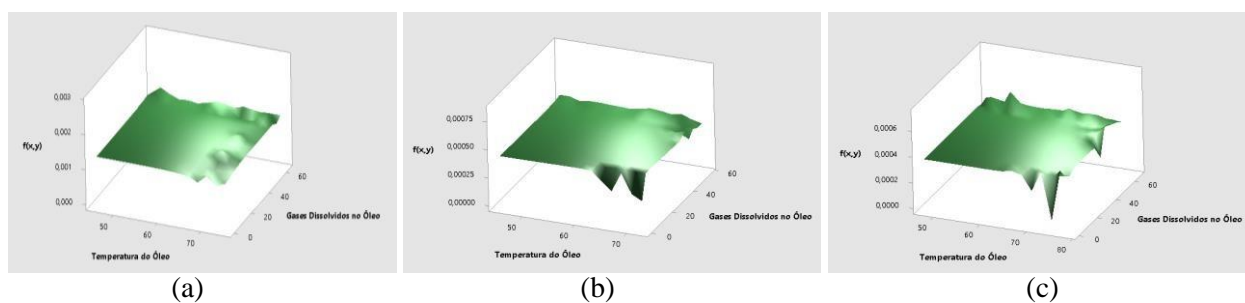 0,003
0,002
f(x,y)
0,001
0,000
50
60
70
0
20
40
60
Gases Dissolvidos no Óleo
Temperatura do Óleo
(a)
0,00075
0,00050
f(x,y)
0,00025
0,00000
50
60
70
0
20
40
60
Gases Dissolvidos no Óleo
Temperatura do Óleo
(b)
0,0006
0,0004
f(x,y)
0,0002
0,0000
50
60
70
80
0
20
40
60
Gases Dissolvidos no Óleo
Temperatura do Óleo
(c)